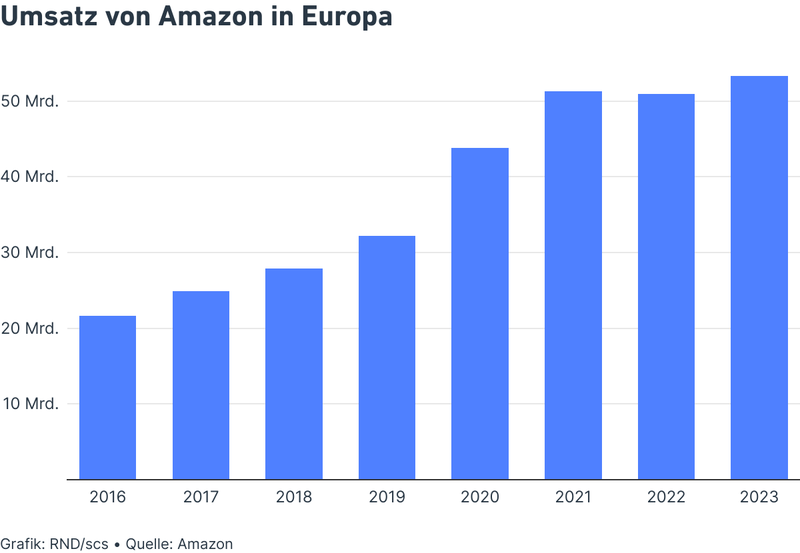 Umsatz von Amazon in Europa
50 Mrd.
40 Mrd.
30 Mrd.
20 Mrd.
10 Mrd.
2016 2017 2018 2019 2020 2021 2022 2023
Grafik: RND/scs • Quelle: Amazon